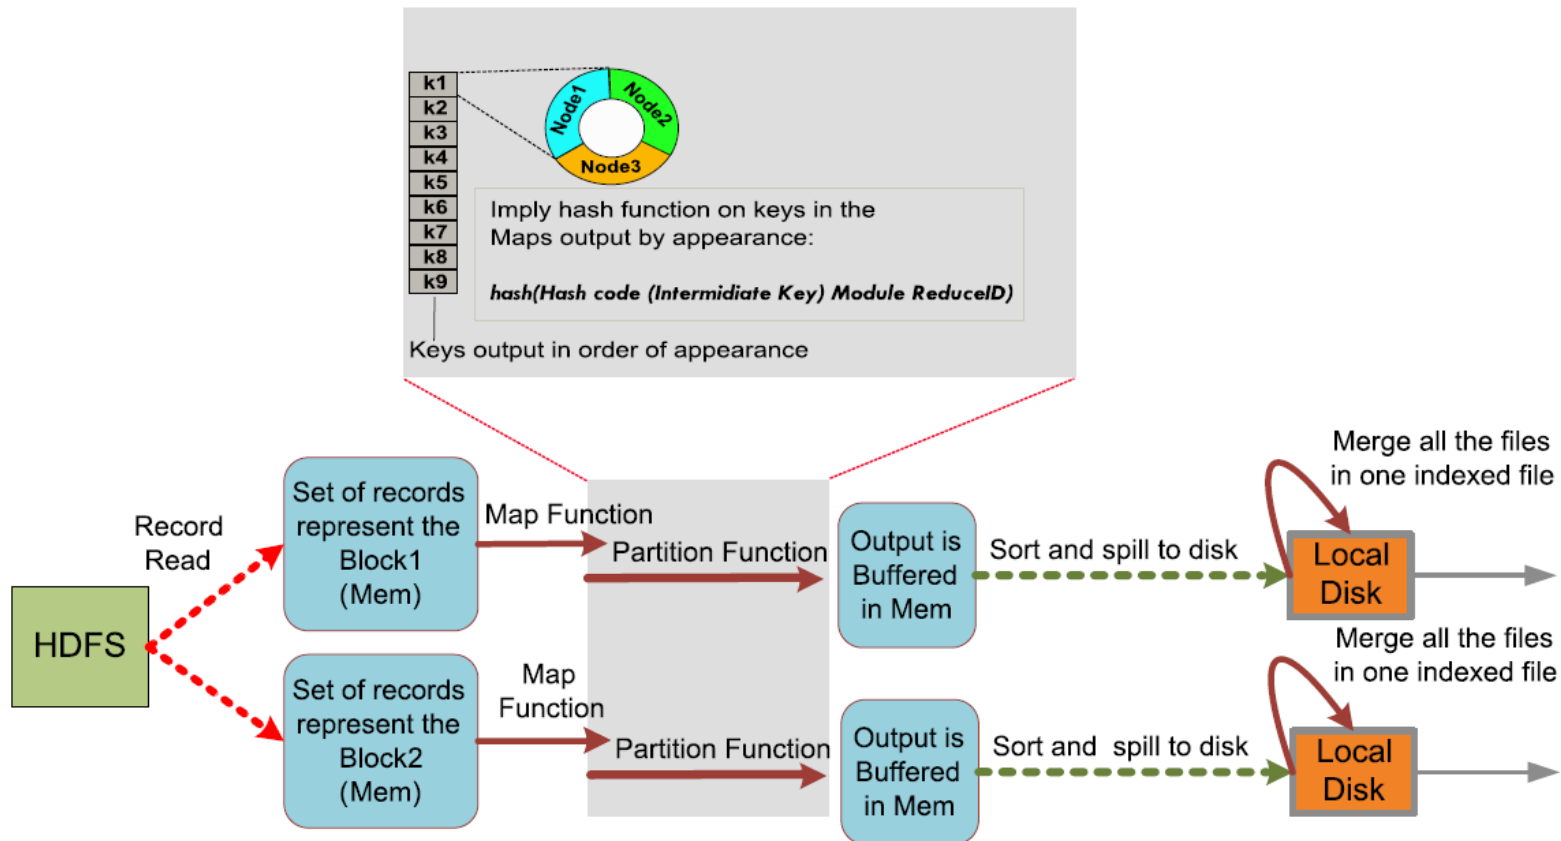 k1
k2
k3
k4
k5
k6
k7
k8
k9
Node1
Node2
Node3
Imply hash function on keys in the
Maps output by appearance:
hash(Hash code (Intermidiate Key) Module ReduceID)
Keys output in order of appearance
HDFS
Record
Read
Set of records
represent the
Block1
(Mem)
Map Function
Partition Function
Output is
Buffered
in Mem
Sort and spill to disk
Merge all the files
in one indexed file
Local
Disk
Set of records
represent the
Block2
(Mem)
Map
Function
Partition Function
Output is
Buffered
in Mem
Sort and spill to disk
Merge all the files
in one indexed file
Local
Disk